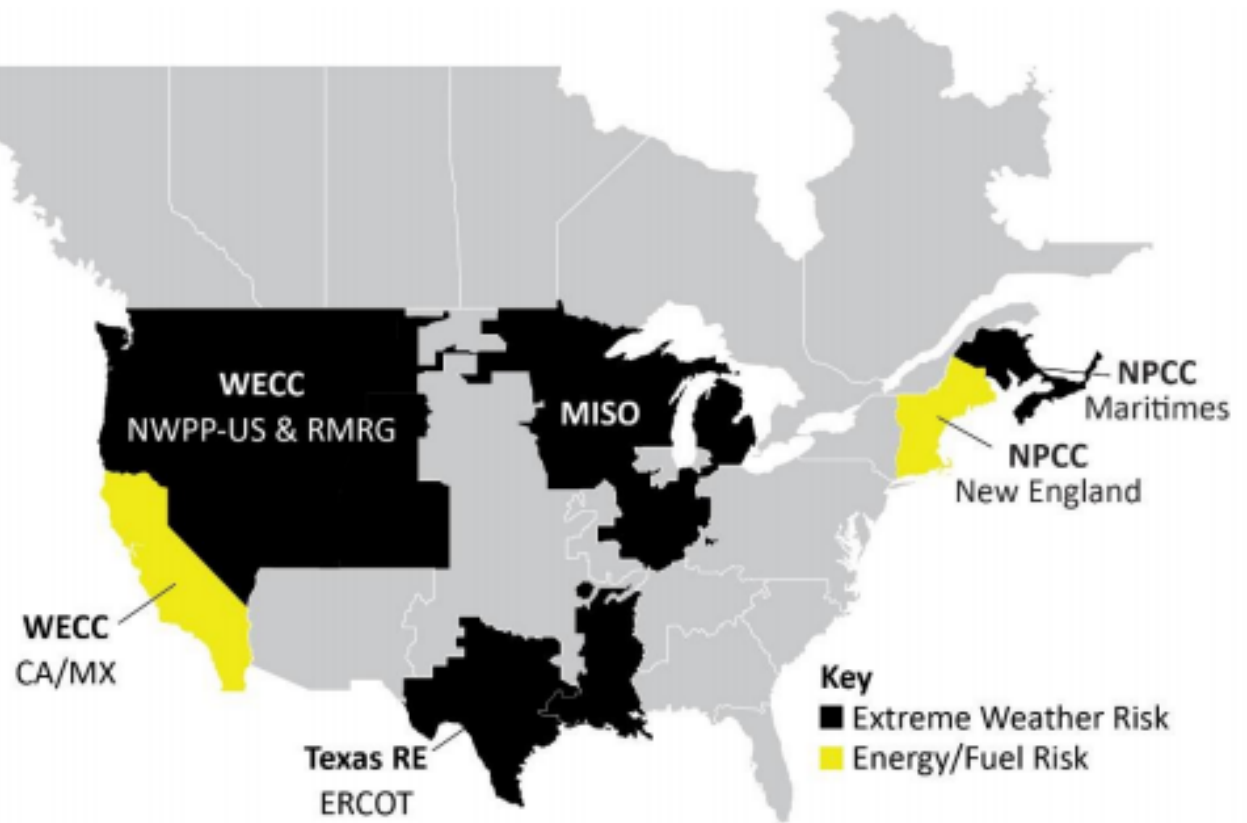 WECC
NWPP-US & RMRG
MISO
NPCC
Maritimes
NPCC
New England
WECC
CA/MX
Texas RE
ERCOT
Key
Extreme Weather Risk
Energy/Fuel Risk